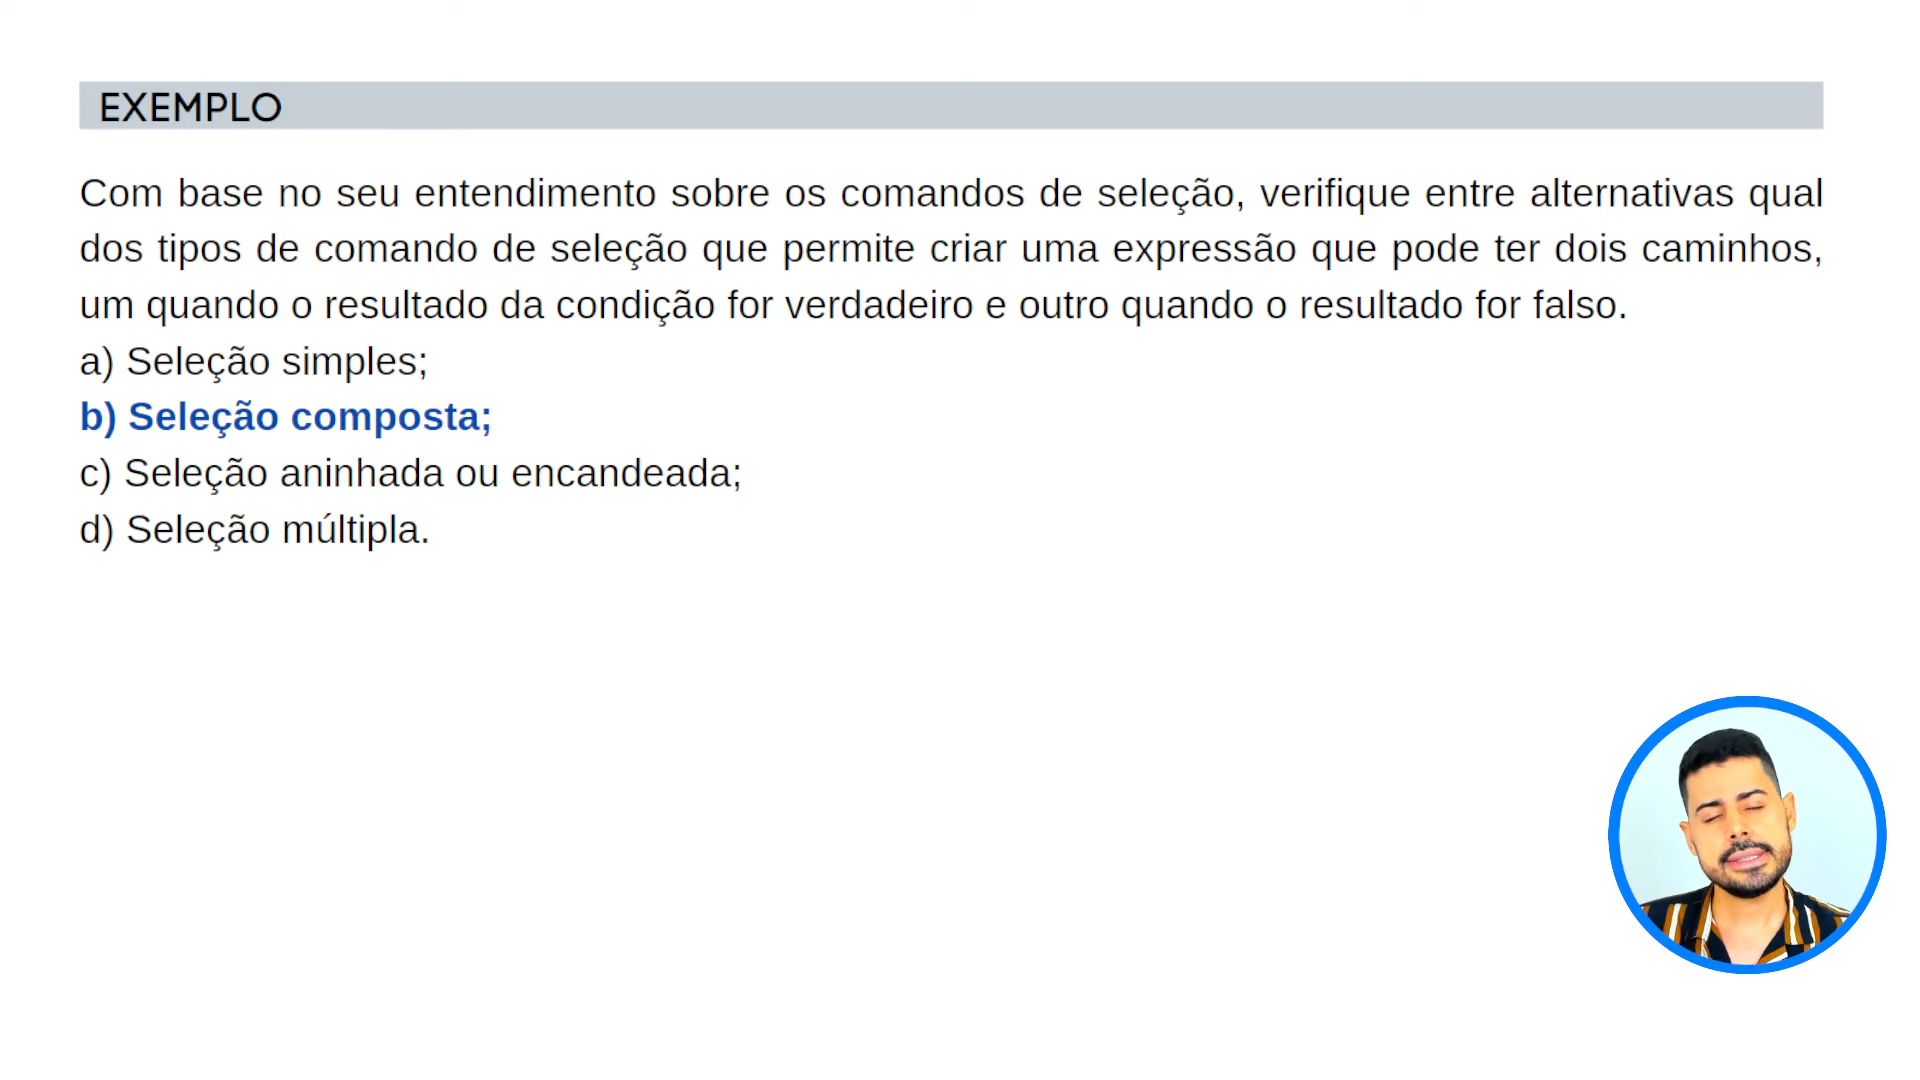 EXEMPLO
Com base no seu entendimento sobre os comandos de seleção, verifique entre alternativas qual
dos tipos de comando de seleção que permite criar uma expressão que pode ter dois caminhos,
um quando o resultado da condição for verdadeiro e outro quando o resultado for falso.
a) Seleção simples;
b) Seleção composta;
c) Seleção aninhada ou encandeada;
d) Seleção múltipla.